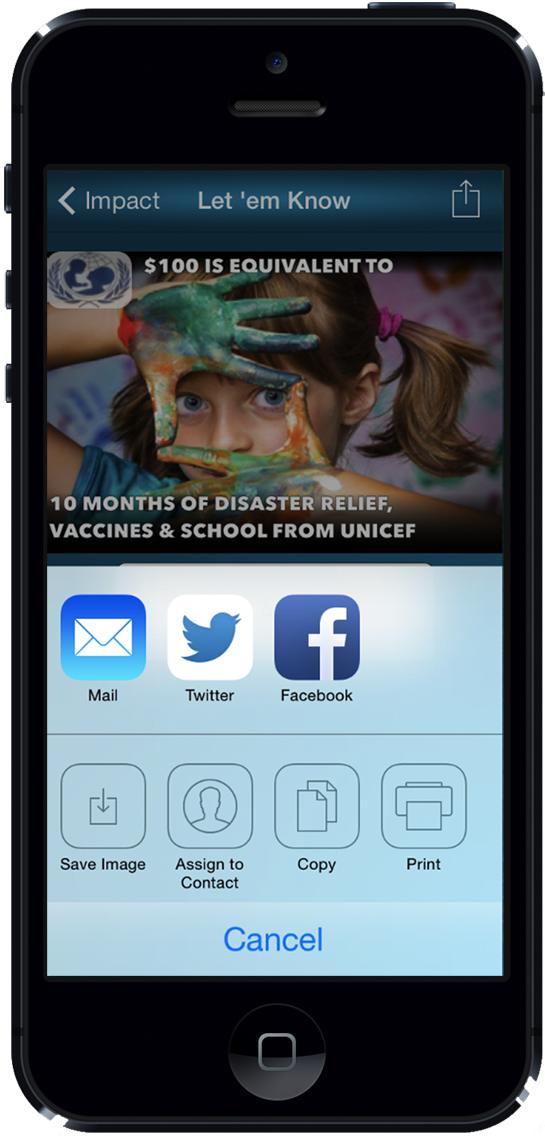 Impact
Let 'em Know
$100 IS EQUIVALENT TO
10 MONTHS OF DISASTER RELIEF,
VACCINES & SCHOOL FROM UNICEF
Mail
Twitter
Facebook
Save Image
Assign to
Contact
Copy
Print
Cancel